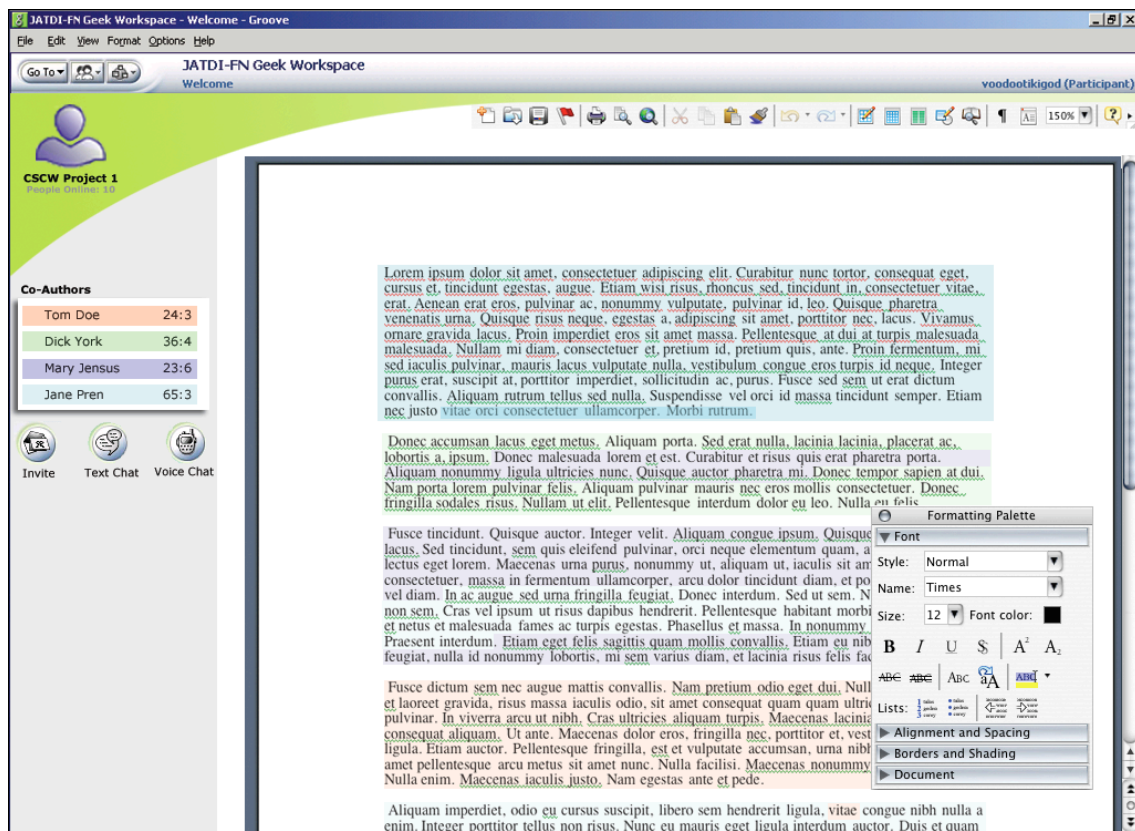 JATDI-FN Geek Workspace - Welcome - Groove
File Edit View Format Options Help
Go To
JATDI-FN Geek Workspace
Welcome
voodootikigod (Participant)
150%
CSCW Project 1
People Online: 10
Co-Authors
Tom Doe 24:3
Dick York 36:4
Mary Jensus 23:6
Jane Pren 65:3
Invite Text Chat Voice Chat
Lorem ipsum dolor sit amet, consectetuer adipiscing elit. Curabitur nunc tortor, consequat eget,
cursus et, tincidunt egestas, augue. Etiam wisi risus, rhoncus sed, tincidunt in, consectetuer vitae,
erat. Aenean erat eros, pulvinar ac, nonummy vulputate, pulvinar id, leo. Quisque pharetra
venenatis urna. Quisque risus neque, egestas a, adipiscing sit amet, porttitor nec, lacus. Vivamus
ornare gravida lacus. Proin imperdiet eros sit amet massa. Pellentesque at dui at turpis malesuada
malesuada. Nullam mi diam, consectetuer et, pretium id, pretium quis, ante. Proin fermentum, mi
sed iaculis pulvinar, mauris lacus vulputate nulla, vestibulum congue eros turpis id neque. Integer
purus erat, suscipit at, porttitor imperdiet, sollicitudin ac, purus. Fusce sed sem ut erat dictum
convallis. Aliquam rutrum tellus sed nulla. Suspendisse vel orci id massa tincidunt semper. Etiam
nec justo vitae orci consectetuer ullamcorper. Morbi rutrum.
Donec accumsan lacus eget metus. Aliquam porta. Sed erat nulla, lacinia lacinia, placerat ac,
lobortis a, ipsum. Donec malesuada lorem et est. Curabitur et risus quis erat pharetra porta.
Aliquam nonummy ligula ultricies nunc. Quisque auctor pharetra mi. Donec tempor sapien at dui.
Nam porta lorem pulvinar felis. Aliquam pulvinar mauris nec eros mollis consectetuer. Donec
fringilla sodales risus. Nullam ut elit. Pellentesque interdum dolor eu leo. Nulla eu felis
Fusce tincidunt. Quisque auctor. Integer velit. Aliquam congue ipsum. Quisque
lacus. Sed tincidunt, sem quis eleifend pulvinar, orci neque elementum quam, a
lectus eget lorem. Maecenas urna purus, nonummy ut, aliquam ut, iaculis sit am
consectetuer, massa in fermentum ullamcorper, arcu dolor tincidunt diam, et po
vel diam. In ac augue sed urna fringilla feugiat. Donec interdum. Sed ut sem. N
non sem. Cras vel ipsum ut risus dapibus hendrerit. Pellentesque habitant morbi
et netus et malesuada fames ac turpis egestas. Phasellus et massa. In nonummy
Praesent interdum. Etiam eget felis sagittis quam mollis convallis. Etiam eu nib
feugiat, nulla id nonummy lobortis, mi sem varius diam, et lacinia risus felis fac
Fusce dictum sem nec augue mattis convallis. Nam pretium odio eget dui. Null
et laoreet gravida, risus massa iaculis odio, sit amet consequat quam quam ultric
pulvinar. In viverra arcu ut nibh. Cras ultricies aliquam turpis. Maecenas lacinia
consequat aliquam. Ut ante. Maecenas dolor eros, fringilla nec, porttitor et, vest
ligula. Etiam auctor. Pellentesque fringilla, est et vulputate accumsan, urna nibh
amet pellentesque arcu metus sit amet nunc. Nulla facilisi. Maecenas nonummy
Nulla enim. Maecenas iaculis justo. Nam egestas ante et pede.
Aliquam imperdiet, odio eu cursus suscipit, libero sem hendrerit ligula, vitae congue nibh nulla a
enim. Integer porttitor tellus non risus. Nunc eu mauris eget ligula interdum auctor. Duis et quam
Formatting Palette
Font
Style: Normal
Name: Times
Size: 12 Font color:
B I U S A² A₂
ABC ABC ABC aA ABC
Lists:
Alignment and Spacing
Borders and Shading
Document